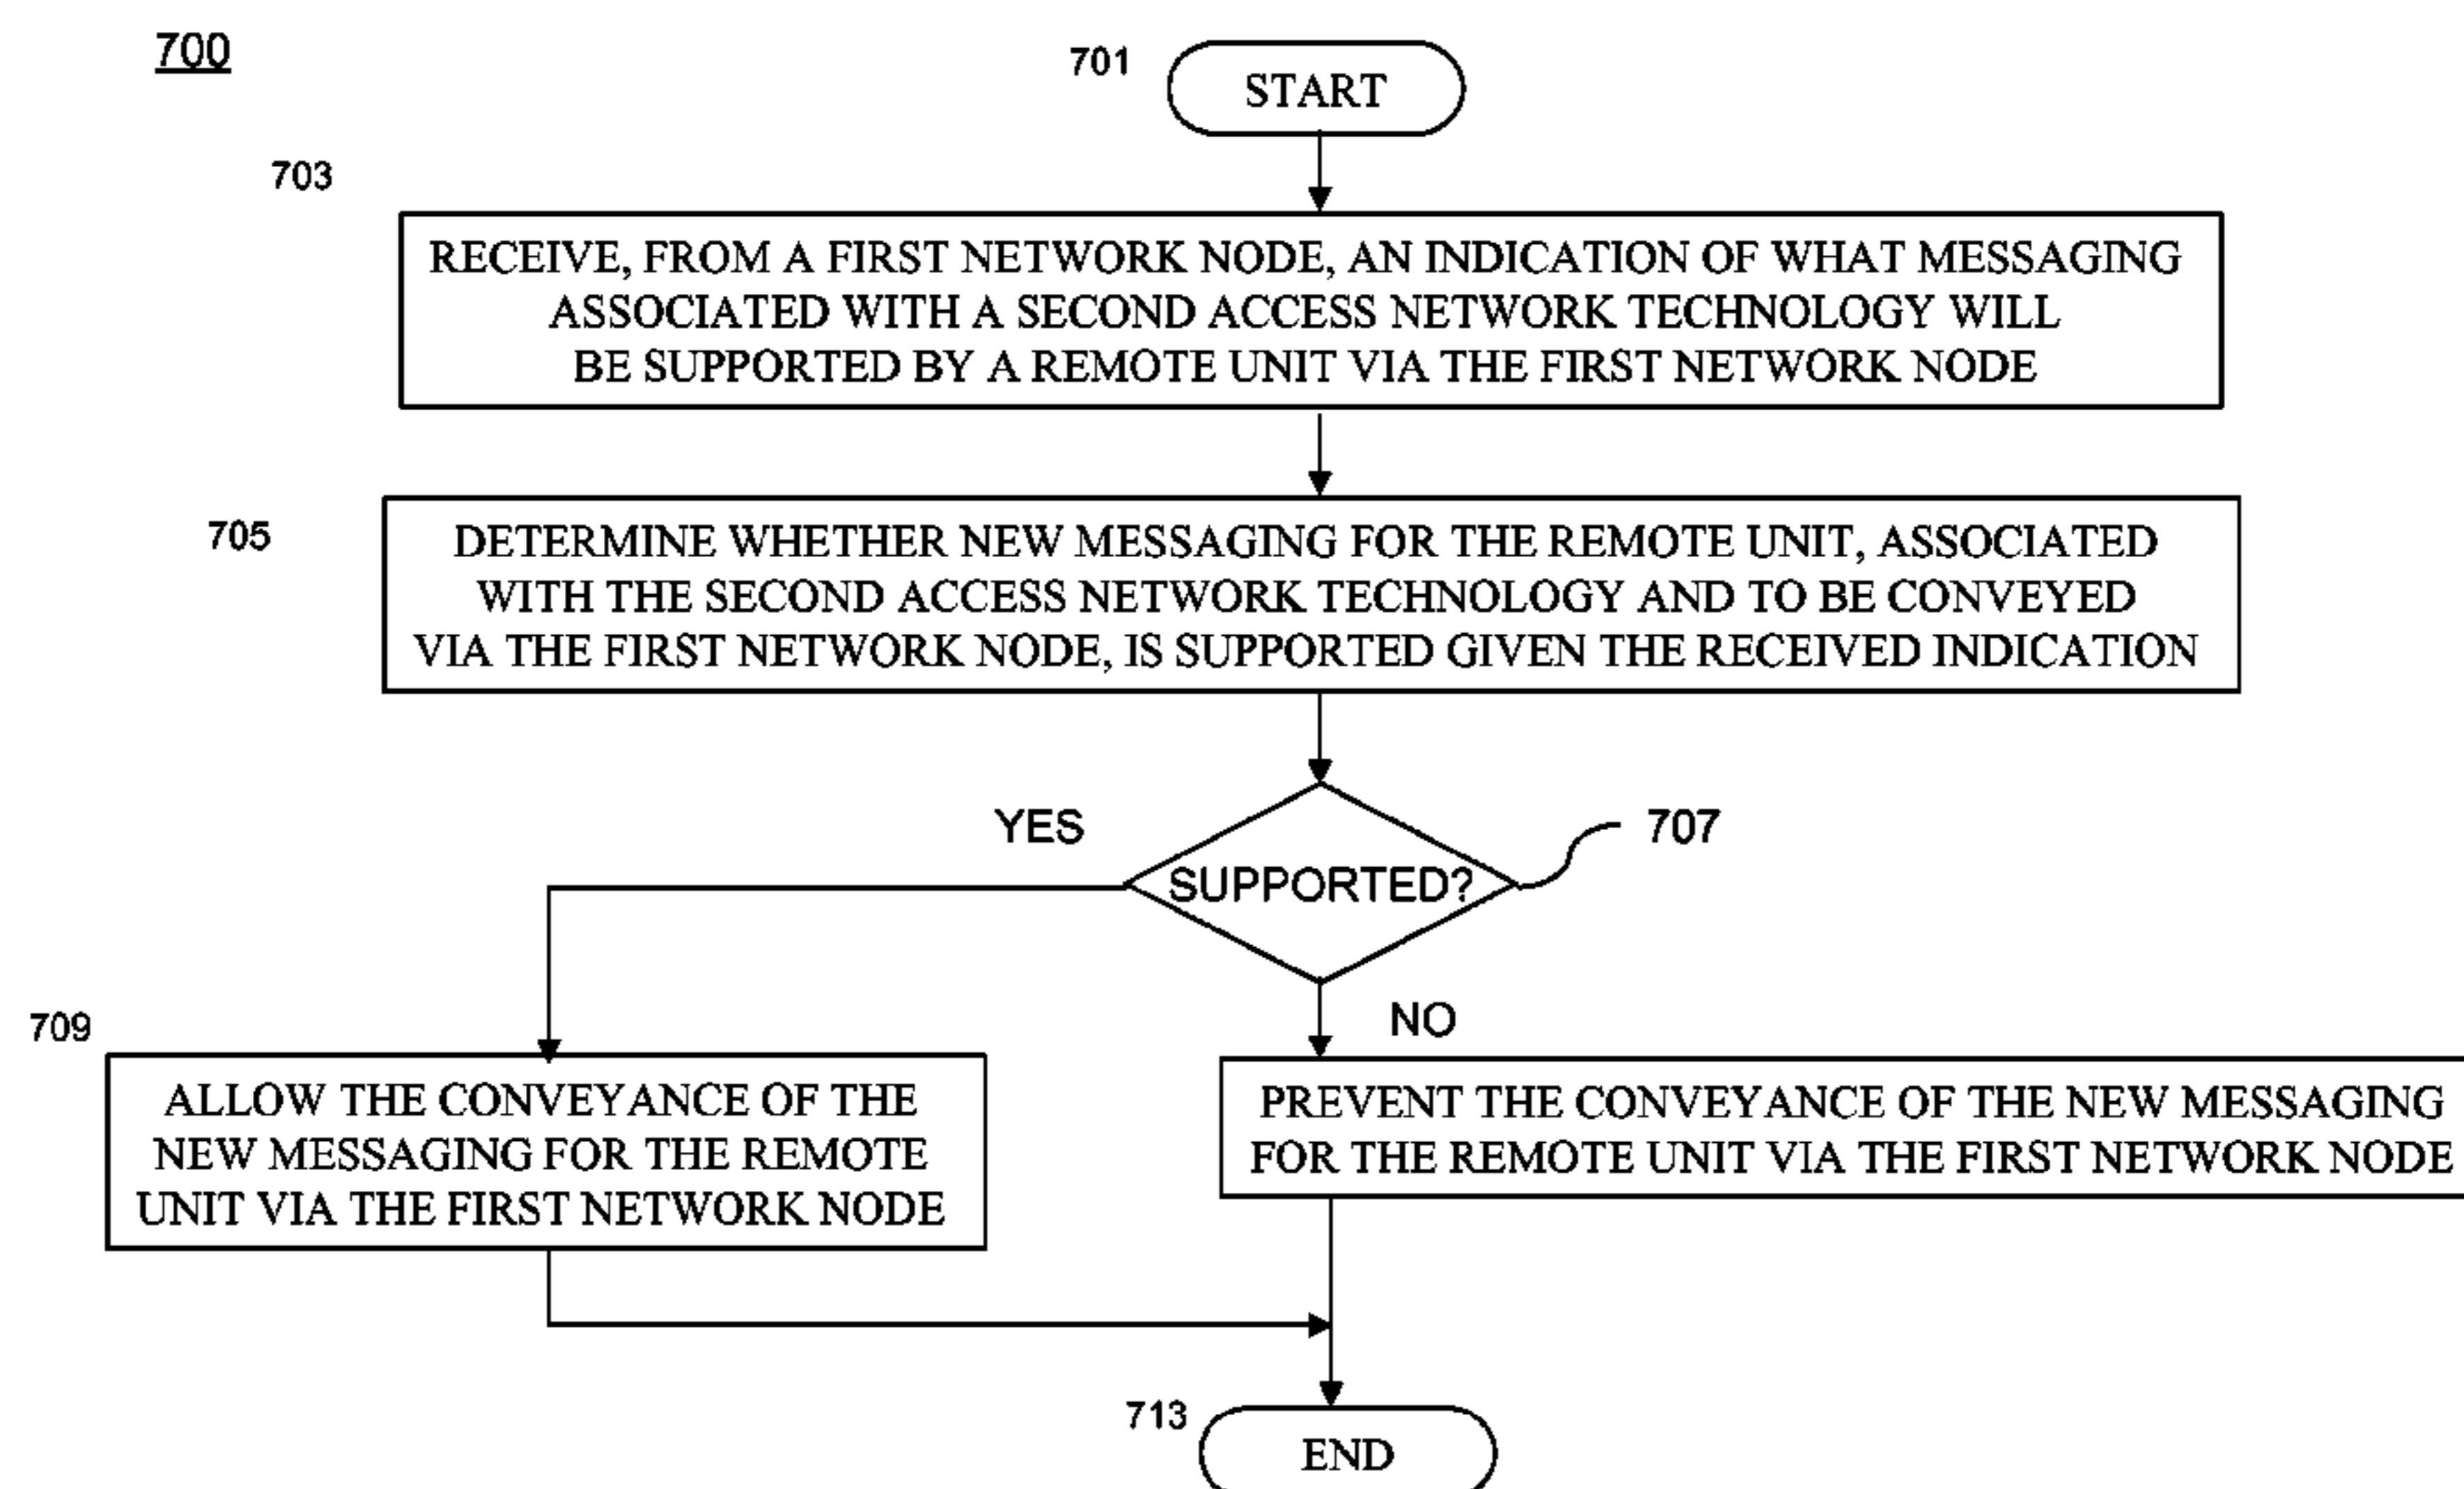 700
701
START
703
RECEIVE, FROM A FIRST NETWORK NODE, AN INDICATION OF WHAT MESSAGING
ASSOCIATED WITH A SECOND ACCESS NETWORK TECHNOLOGY WILL
BE SUPPORTED BY A REMOTE UNIT VIA THE FIRST NETWORK NODE
705
DETERMINE WHETHER NEW MESSAGING FOR THE REMOTE UNIT, ASSOCIATED
WITH THE SECOND ACCESS NETWORK TECHNOLOGY AND TO BE CONVEYED
VIA THE FIRST NETWORK NODE, IS SUPPORTED GIVEN THE RECEIVED INDICATION
YES
707
SUPPORTED?
NO
709
ALLOW THE CONVEYANCE OF THE
NEW MESSAGING FOR THE REMOTE
UNIT VIA THE FIRST NETWORK NODE
PREVENT THE CONVEYANCE OF THE NEW MESSAGING
FOR THE REMOTE UNIT VIA THE FIRST NETWORK NODE
713
END